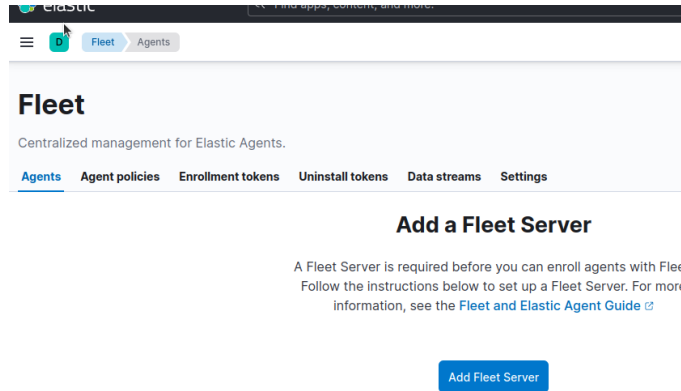 elastic
Find apps, content, and more.
D Fleet Agents
Fleet
Centralized management for Elastic Agents.
Agents Agent policies Enrollment tokens Uninstall tokens Data streams Settings
Add a Fleet Server
A Fleet Server is required before you can enroll agents with Flee
Follow the instructions below to set up a Fleet Server. For more
information, see the Fleet and Elastic Agent Guide
Add Fleet Server